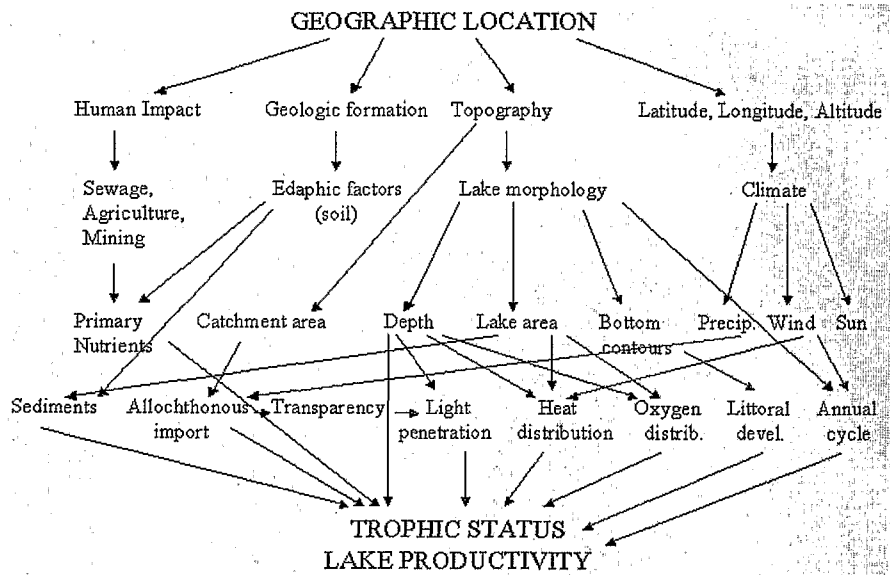 GEOGRAPHIC LOCATION
Human Impact
Geologic formation
Topography
Latitude, Longitude, Altitude
Sewage,
Agriculture,
Mining
Edaphic factors
(soil)
Lake morphology
Climate
Primary
Nutrients
Catchment area
Depth
Lake area
Bottom
contours
Precip.
Wind
Sun
Sediments
Allochthonous
import
Transparency
Light
penetration
Heat
distribution
Oxygen
distrib.
Littoral
devel.
Annual
cycle
TROPHIC STATUS
LAKE PRODUCTIVITY